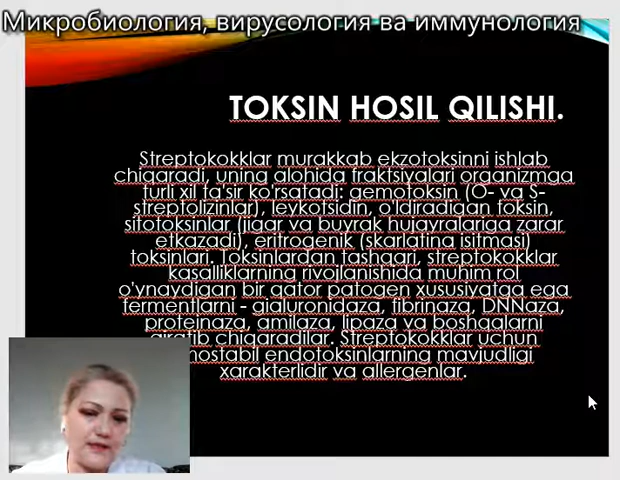 Микробиология, вирусология ва иммунология
TOKSIN HOSIL QILISHI.
Streptokokklar murakkab ekzotoksinni ishlab
chiqaradi, uning alohida fraktsiyalari organizmga
turli xil ta'sir ko'rsatadi: gemotoksin (O- va S-
streptolizinlar), leykotsidin, o'ldiradigan toksin,
sitotoksinlar (jigar va buyrak hujayralariga zarar
etkazadi), eritrogenik (skarlatina isitmasi)
toksinlari. Toksinlardan tashqari, streptokokklar
kasalliklarning rivojlanishida muhim rol
o'ynaydigan bir qator patogen xususiyatga ega
fermentlarni - gialuronidaza, fibrinaza, DNNaza,
proteinaza, amilaza, lipaza va boshqalarni
ajratib chiqaradilar. Streptokokklar uchun
mostabil endotoksinlarning mavjudligi
xarakterlidir va allergenlar.